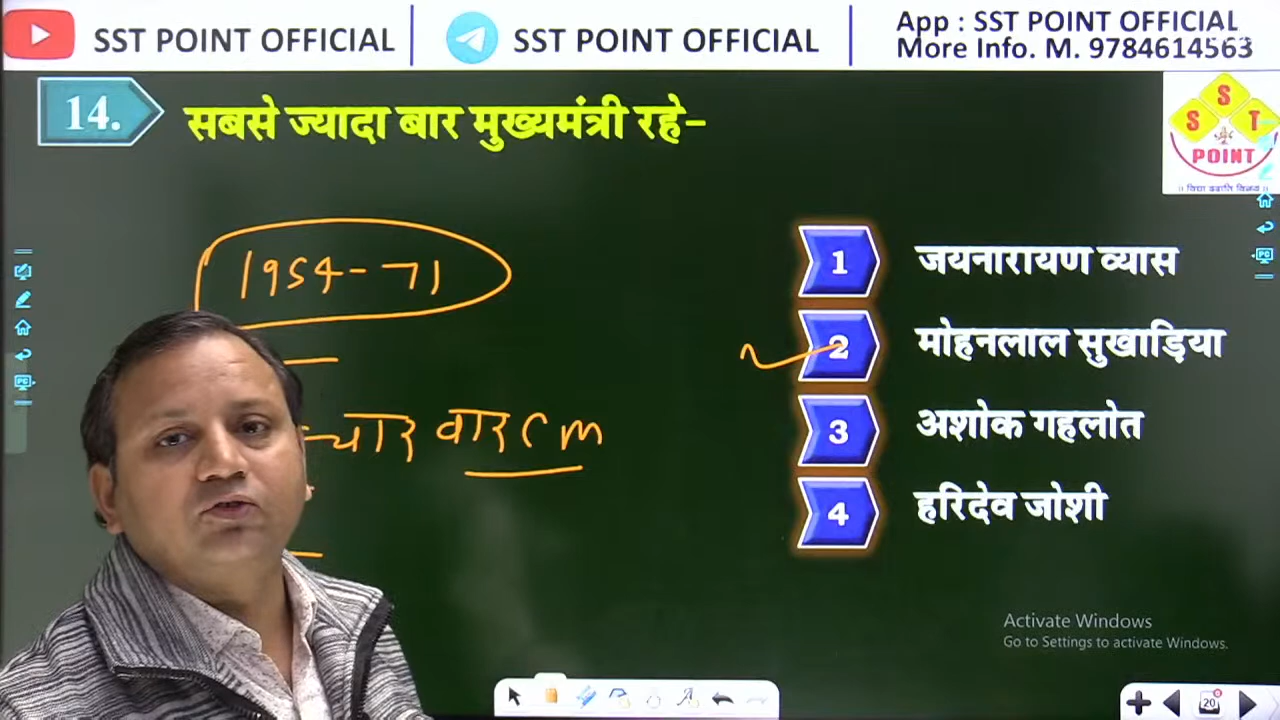 SST POINT OFFICIAL
SST POINT OFFICIAL
App : SST POINT OFFICIAL
More Info. M. 9784614563
14. सबसे ज्यादा बार मुख्यमंत्री रहे-
S
S T
POINT
1954-71
चार बार CM
1 जयनारायण व्यास
2 मोहनलाल सुखाड़िया
3 अशोक गहलोत
4 हरिदेव जोशी
Activate Windows
Go to Settings to activate Windows.
20